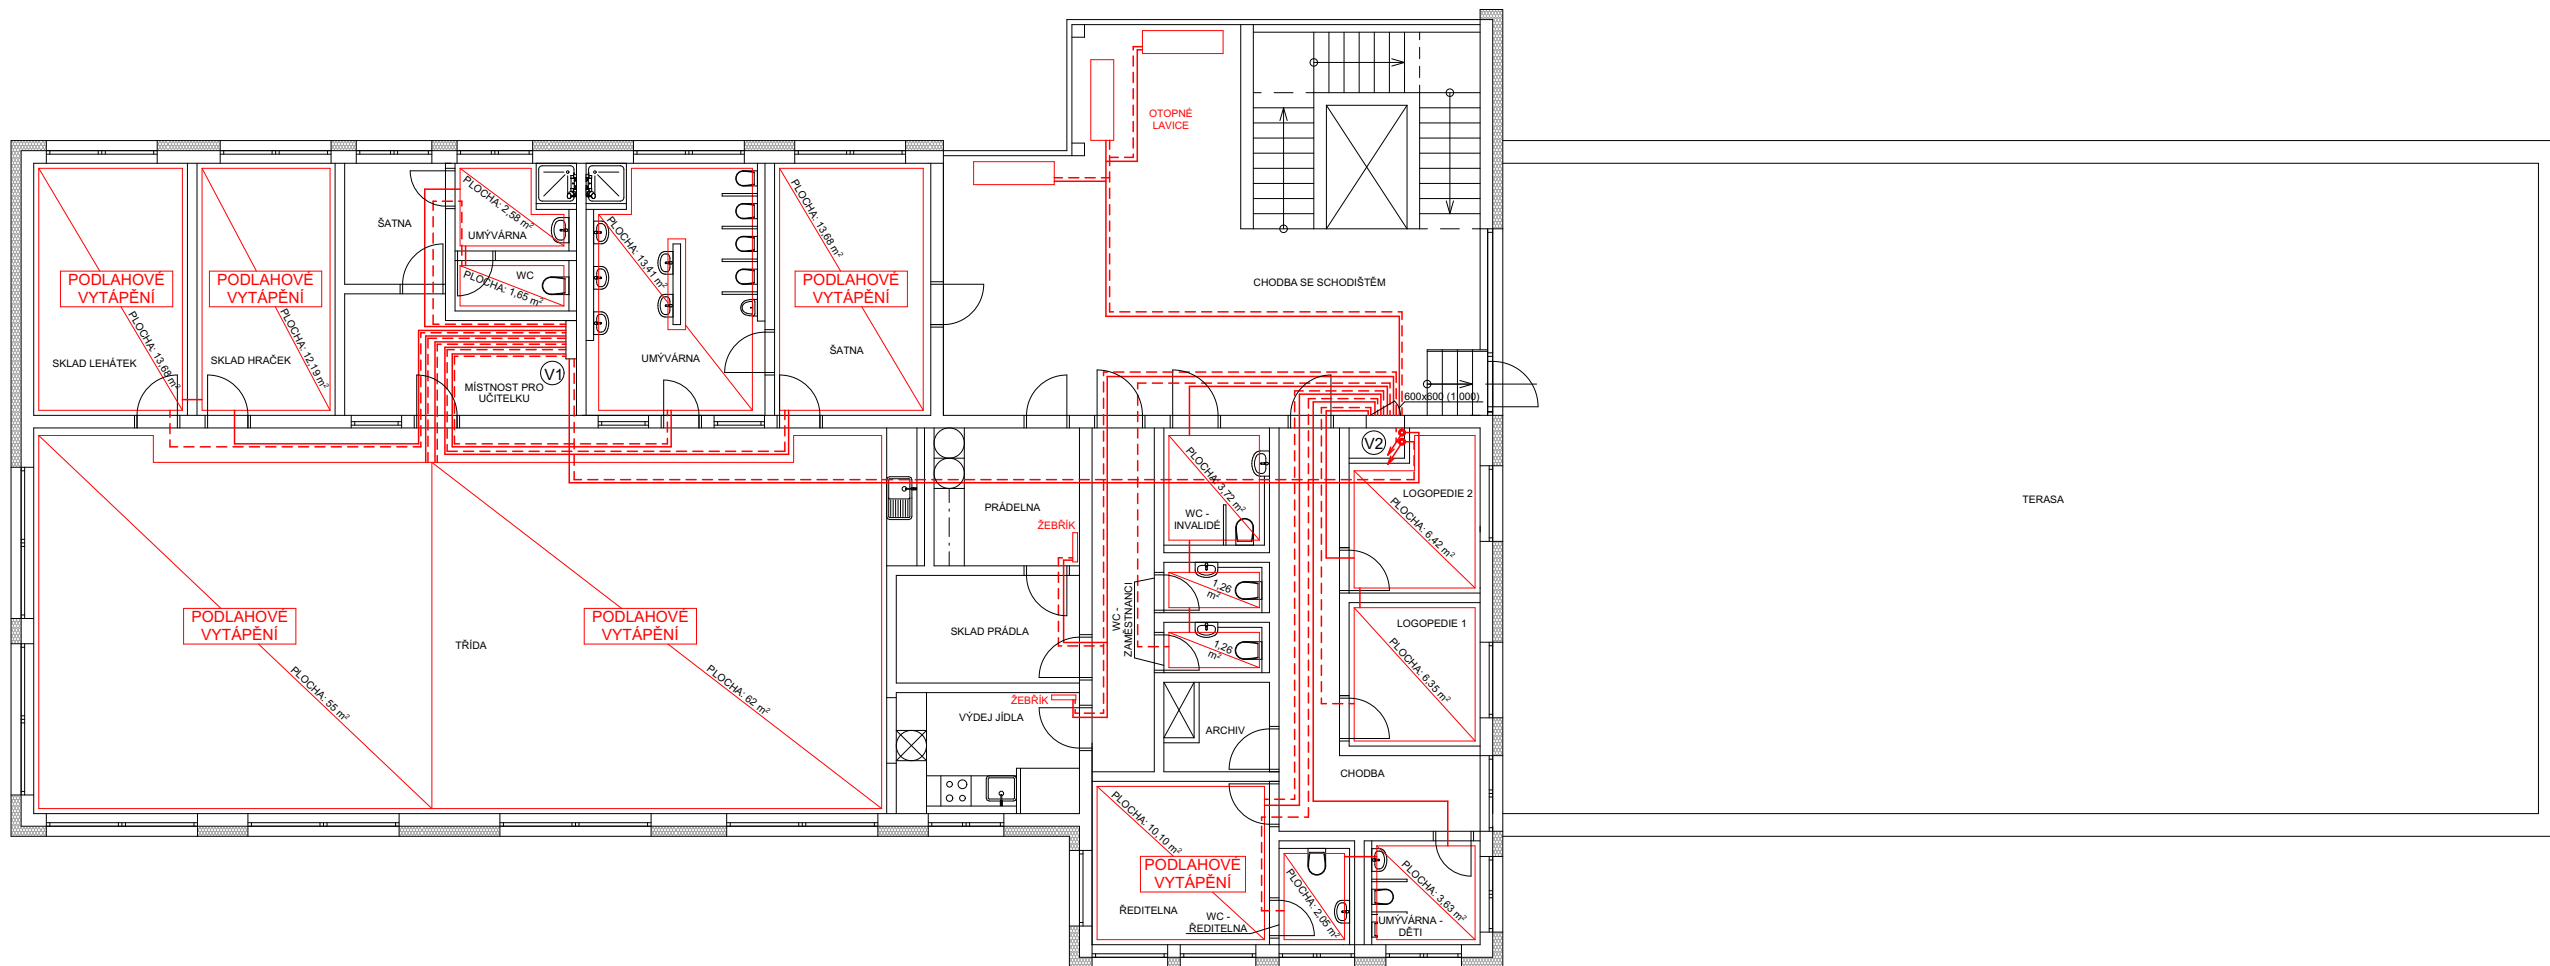 OTOPNÉ
LAVICE
PLOCHA: 2,58 m²
UMÝVÁRNA
WC
PLOCHA: 1,65 m²
ŠATNA
PODLAHOVÉ
VYTÁPĚNÍ
PLOCHA: 13,68 m²
SKLAD LEHÁTEK
PODLAHOVÉ
VYTÁPĚNÍ
PLOCHA: 12,19 m²
SKLAD HRAČEK
MÍSTNOST PRO
UČITELKU
V1
PLOCHA: 13,41 m²
UMÝVÁRNA
PLOCHA: 13,68 m²
PODLAHOVÉ
VYTÁPĚNÍ
ŠATNA
CHODBA SE SCHODIŠTĚM
600x600 (1 000)
V2
PODLAHOVÉ
VYTÁPĚNÍ
PLOCHA: 55 m²
TŘÍDA
PODLAHOVÉ
VYTÁPĚNÍ
PLOCHA: 62 m²
PRÁDELNA
ŽEBŘÍK
SKLAD PRÁDLA
ŽEBŘÍK
VÝDEJ JÍDLA
WC -
ZAMĚSTNANCI
PLOCHA: 3,72 m²
WC -
INVALIDÉ
1,26
m²
1,26
m²
ARCHIV
LOGOPEDIE 2
PLOCHA: 6,42 m²
LOGOPEDIE 1
PLOCHA: 6,35 m²
CHODBA
TERASA
PLOCHA: 10,10 m²
PODLAHOVÉ
VYTÁPĚNÍ
ŘEDITELNA
WC -
ŘEDITELNA
PLOCHA: 2,05 m²
PLOCHA: 3,63 m²
UMÝVÁRNA -
DĚTI